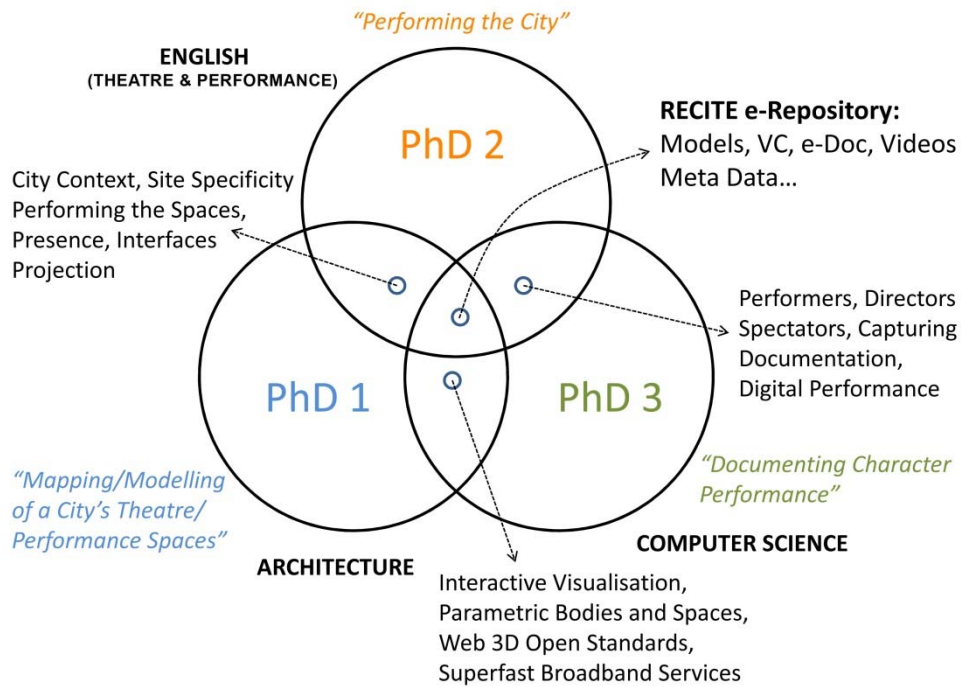 “Performing the City”
ENGLISH
(THEATRE & PERFORMANCE)
PhD 2
RECITE e-Repository:
Models, VC, e-Doc, Videos
Meta Data...
City Context, Site Specificity
Performing the Spaces,
Presence, Interfaces
Projection
Performers, Directors
Spectators, Capturing
Documentation,
Digital Performance
PhD 1
PhD 3
“Mapping/Modelling
of a City’s Theatre/
Performance Spaces”
“Documenting Character
Performance”
ARCHITECTURE
COMPUTER SCIENCE
Interactive Visualisation,
Parametric Bodies and Spaces,
Web 3D Open Standards,
Superfast Broadband Services